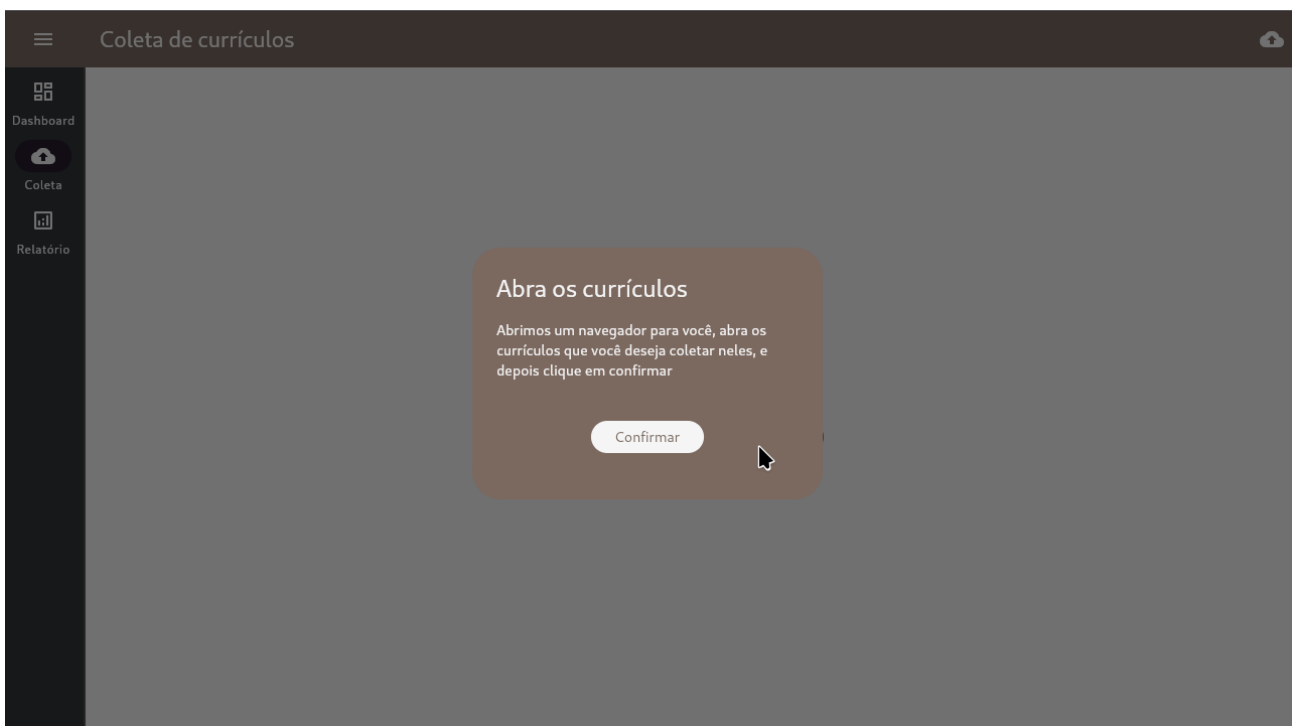 Coleta de currículos
Dashboard
Coleta
Relatório
Abra os currículos
Abrimos um navegador para você, abra os
currículos que você deseja coletar neles, e
depois clique em confirmar
Confirmar